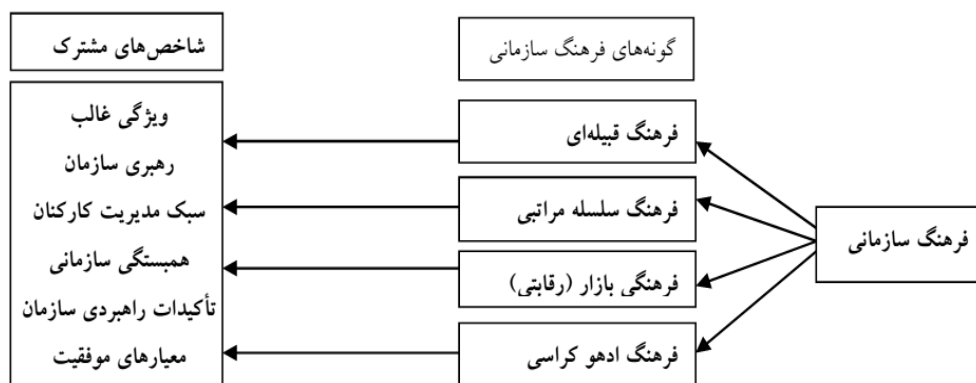 گونه‌های فرهنگ سازمانی
شاخص‌های مشترک
فرهنگ سازمانی
فرهنگ قبیله‌ای
فرهنگ سلسله مراتبی
فرهنگی بازار (رقابتی)
فرهنگ ادهو کراسی
ویژگی غالب
رهبری سازمان
سبک مدیریت کارکنان
همبستگی سازمانی
تأکیدات راهبردی سازمان
معیارهای موفقیت